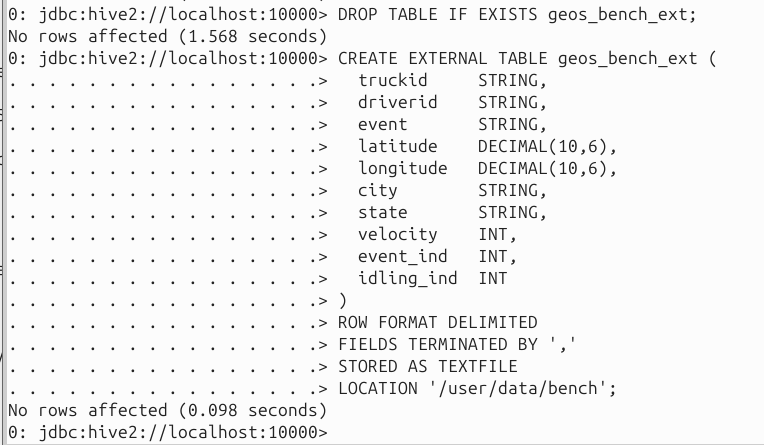 0: jdbc:hive2://localhost:10000> DROP TABLE IF EXISTS geos_bench_ext;
No rows affected (1.568 seconds)
0: jdbc:hive2://localhost:10000> CREATE EXTERNAL TABLE geos_bench_ext (
. . . . . . . . . . . . . . . .>   truckid     STRING,
. . . . . . . . . . . . . . . .>   driverid    STRING,
. . . . . . . . . . . . . . . .>   event       STRING,
. . . . . . . . . . . . . . . .>   latitude    DECIMAL(10,6),
. . . . . . . . . . . . . . . .>   longitude   DECIMAL(10,6),
. . . . . . . . . . . . . . . .>   city        STRING,
. . . . . . . . . . . . . . . .>   state       STRING,
. . . . . . . . . . . . . . . .>   velocity    INT,
. . . . . . . . . . . . . . . .>   event_ind   INT,
. . . . . . . . . . . . . . . .>   idling_ind  INT
. . . . . . . . . . . . . . . .> )
. . . . . . . . . . . . . . . .> ROW FORMAT DELIMITED
. . . . . . . . . . . . . . . .> FIELDS TERMINATED BY ','
. . . . . . . . . . . . . . . .> STORED AS TEXTFILE
. . . . . . . . . . . . . . . .> LOCATION '/user/data/bench';
No rows affected (0.098 seconds)
0: jdbc:hive2://localhost:10000>